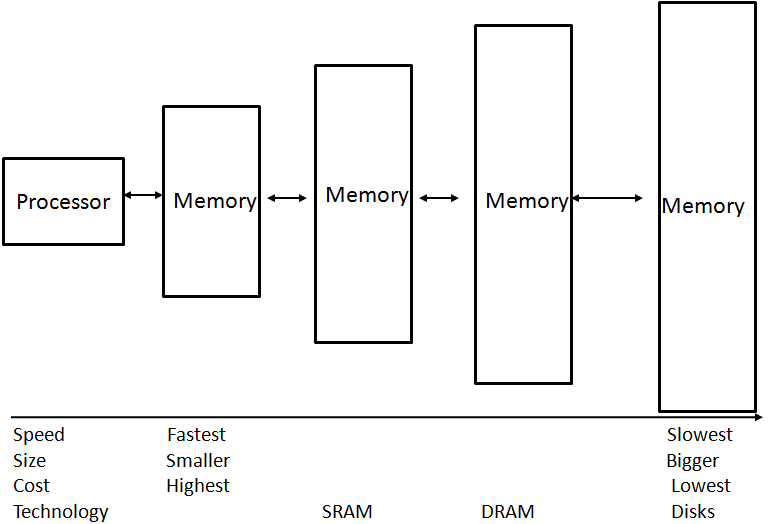 Processor
Memory
Memory
Memory
Memory
Speed Fastest Slowest
Size Smaller Bigger
Cost Highest Lowest
Technology SRAM DRAM Disks